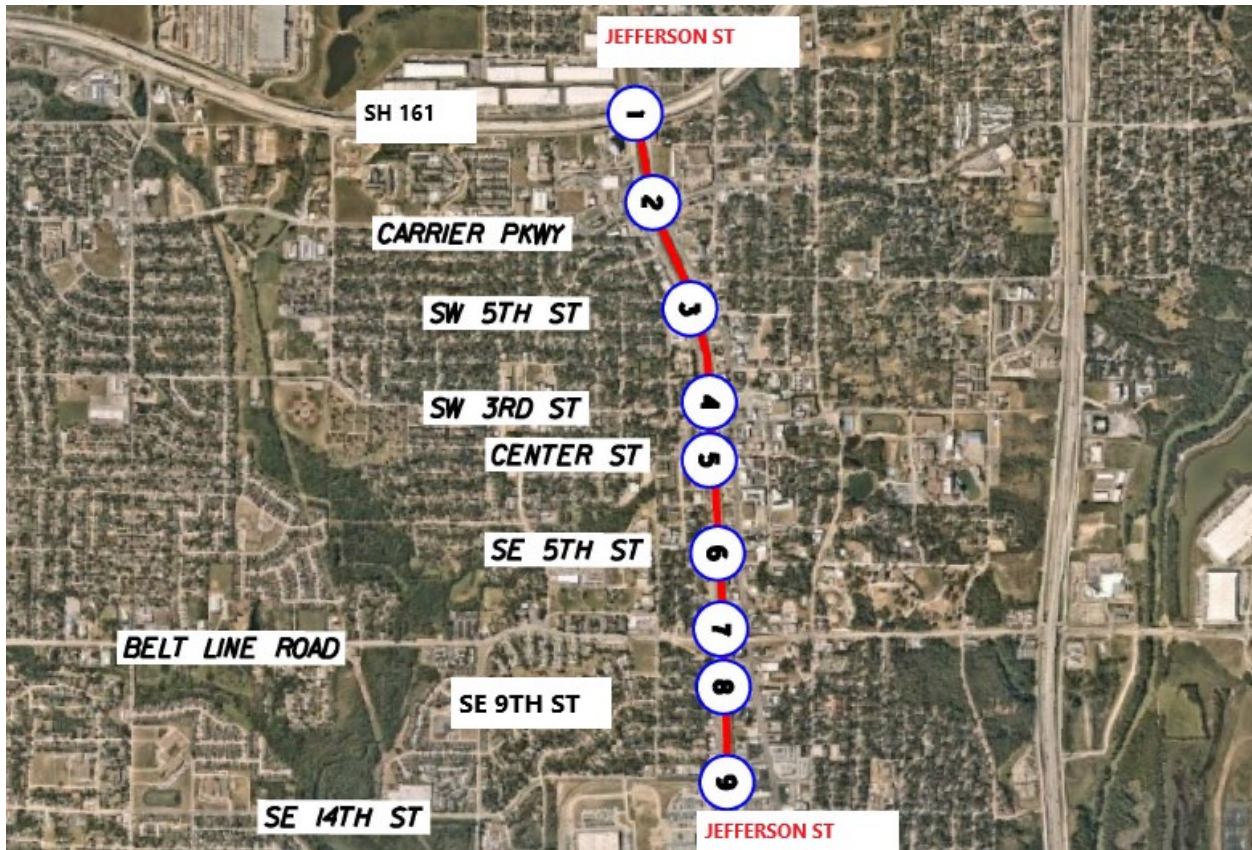 JEFFERSON ST
SH 161
1
2
CARRIER PKWY
3
SW 5TH ST
4
SW 3RD ST
5
CENTER ST
6
SE 5TH ST
7
BELT LINE ROAD
8
SE 9TH ST
9
SE 14TH ST
JEFFERSON ST